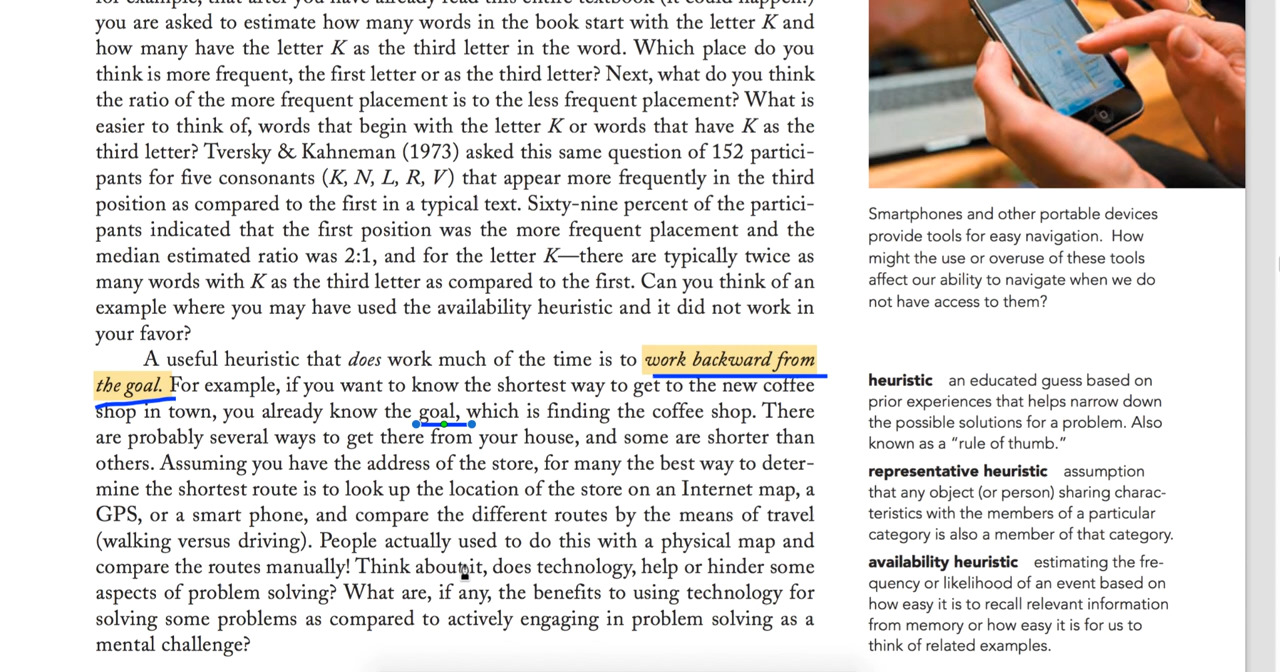 you are asked to estimate how many words in the book start with the letter K and
how many have the letter K as the third letter in the word. Which place do you
think is more frequent, the first letter or as the third letter? Next, what do you think
the ratio of the more frequent placement is to the less frequent placement? What is
easier to think of, words that begin with the letter K or words that have K as the
third letter? Tversky & Kahneman (1973) asked this same question of 152 partici-
pants for five consonants (K, N, L, R, V) that appear more frequently in the third
position as compared to the first in a typical text. Sixty-nine percent of the partici-
pants indicated that the first position was the more frequent placement and the
median estimated ratio was 2:1, and for the letter K—there are typically twice as
many words with K as the third letter as compared to the first. Can you think of an
example where you may have used the availability heuristic and it did not work in
your favor?
A useful heuristic that does work much of the time is to work backward from
the goal. For example, if you want to know the shortest way to get to the new coffee
shop in town, you already know the goal, which is finding the coffee shop. There
are probably several ways to get there from your house, and some are shorter than
others. Assuming you have the address of the store, for many the best way to deter-
mine the shortest route is to look up the location of the store on an Internet map, a
GPS, or a smart phone, and compare the different routes by the means of travel
(walking versus driving). People actually used to do this with a physical map and
compare the routes manually! Think about it, does technology, help or hinder some
aspects of problem solving? What are, if any, the benefits to using technology for
solving some problems as compared to actively engaging in problem solving as a
mental challenge?
Smartphones and other portable devices
provide tools for easy navigation. How
might the use or overuse of these tools
affect our ability to navigate when we do
not have access to them?
heuristic an educated guess based on
prior experiences that helps narrow down
the possible solutions for a problem. Also
known as a “rule of thumb.”
representative heuristic assumption
that any object (or person) sharing charac-
teristics with the members of a particular
category is also a member of that category.
availability heuristic estimating the fre-
quency or likelihood of an event based on
how easy it is to recall relevant information
from memory or how easy it is for us to
think of related examples.